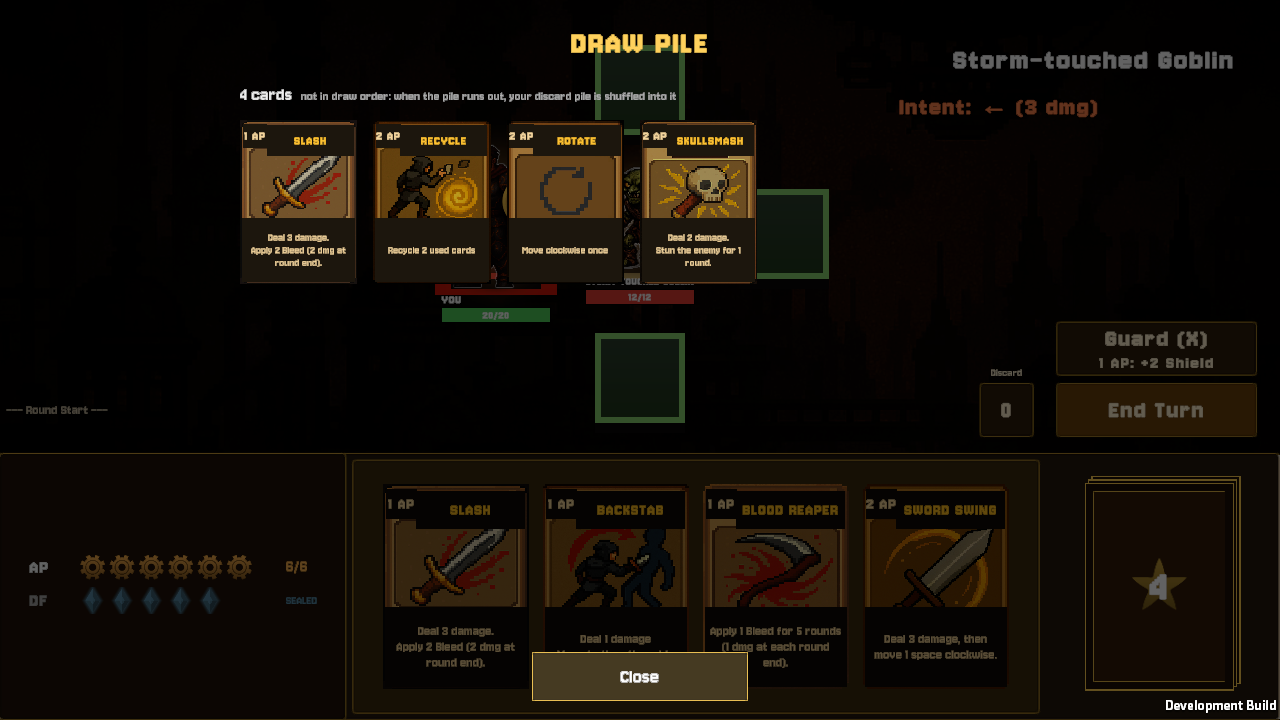 DRAW PILE
Storm-touched Goblin
4 cards not in draw order: when the pile runs out, your discard pile is shuffled into it
Intent: ← (3 dmg)
1 AP SLASH
Deal 3 damage.
Apply 2 Bleed (2 dmg at
round end).
2 AP RECYCLE
Recycle 2 used cards
2 AP ROTATE
Move clockwise once
2 AP SKULLSMASH
Deal 2 damage.
Stun the enemy for 1
round.
YOU
20/20
12/12
Guard (X)
1 AP: +2 Shield
Discard
0
End Turn
--- Round Start ---
AP 6/6
DF SEALED
1 AP SLASH
Deal 3 damage.
Apply 2 Bleed (2 dmg at
round end).
1 AP BACKSTAB
Deal 1 damage
1 AP BLOOD REAPER
Apply 1 Bleed for 5 rounds
(1 dmg at each round
end).
2 AP SWORD SWING
Deal 3 damage, then
move 1 space clockwise.
4
Close
Development Build